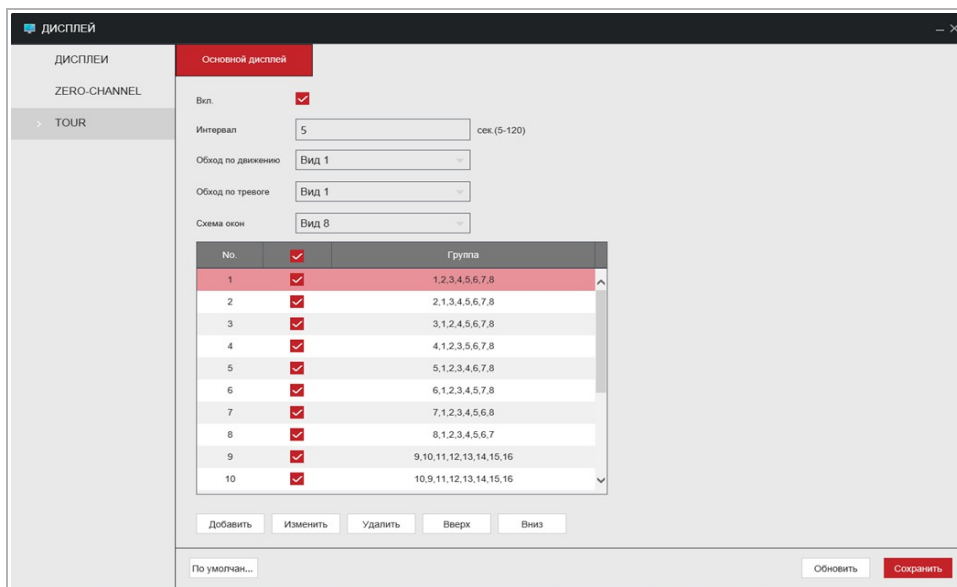 ДИСПЛЕЙ
ДИСПЛЕИ
ZERO-CHANNEL
TOUR
Основной дисплей
Вкл.
Интервал 5 сек.(5-120)
Обход по движению Вид 1
Обход по тревоге Вид 1
Схема окон Вид 8
No. Группа
1 1,2,3,4,5,6,7,8
2 2,1,3,4,5,6,7,8
3 3,1,2,4,5,6,7,8
4 4,1,2,3,5,6,7,8
5 5,1,2,3,4,6,7,8
6 6,1,2,3,4,5,7,8
7 7,1,2,3,4,5,6,8
8 8,1,2,3,4,5,6,7
9 9,10,11,12,13,14,15,16
10 10,9,11,12,13,14,15,16
Добавить Изменить Удалить Вверх Вниз
По умолчан... Обновить Сохранить